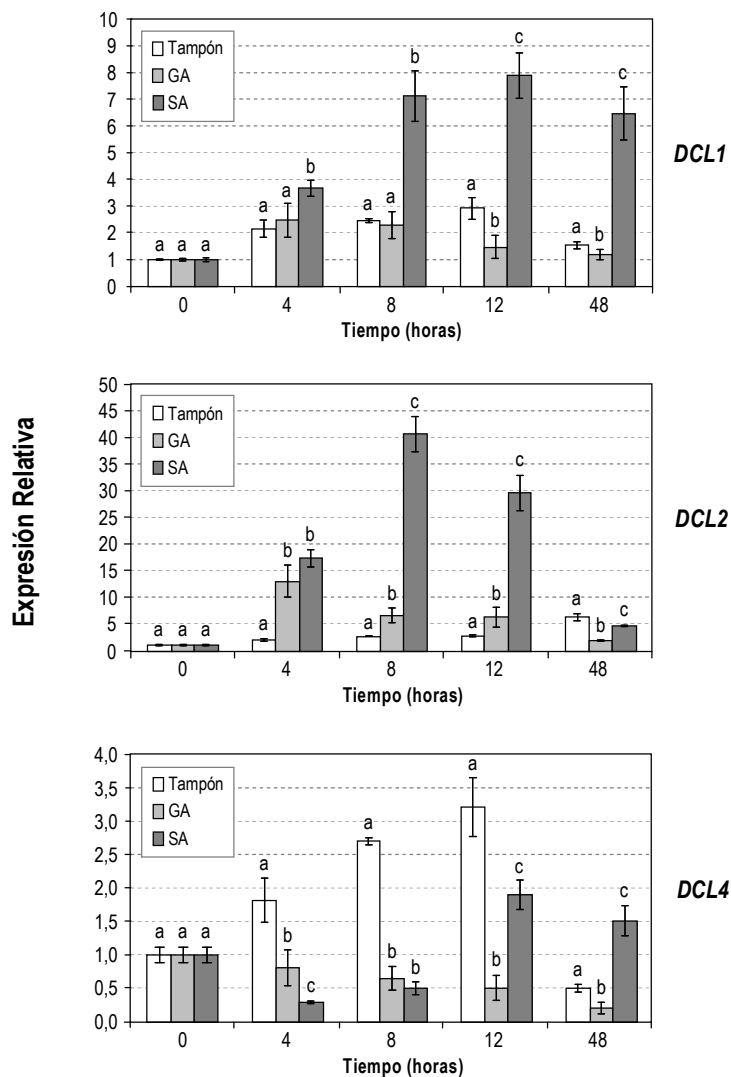 Expresión Relativa
10
9
8
7
6
5
4
3
2
1
0
Tampón
GA
SA
a a a
a a b
a a b
a b c
a b c
0 4 8 12 48
Tiempo (horas)
DCL1
50
45
40
35
30
25
20
15
10
5
0
Tampón
GA
SA
a a a
a b b
a b c
a b c
a b c
0 4 8 12 48
Tiempo (horas)
DCL2
4,0
3,5
3,0
2,5
2,0
1,5
1,0
0,5
0,0
Tampón
GA
SA
a a a
a b c
a b b
a b c
a b c
0 4 8 12 48
Tiempo (horas)
DCL4